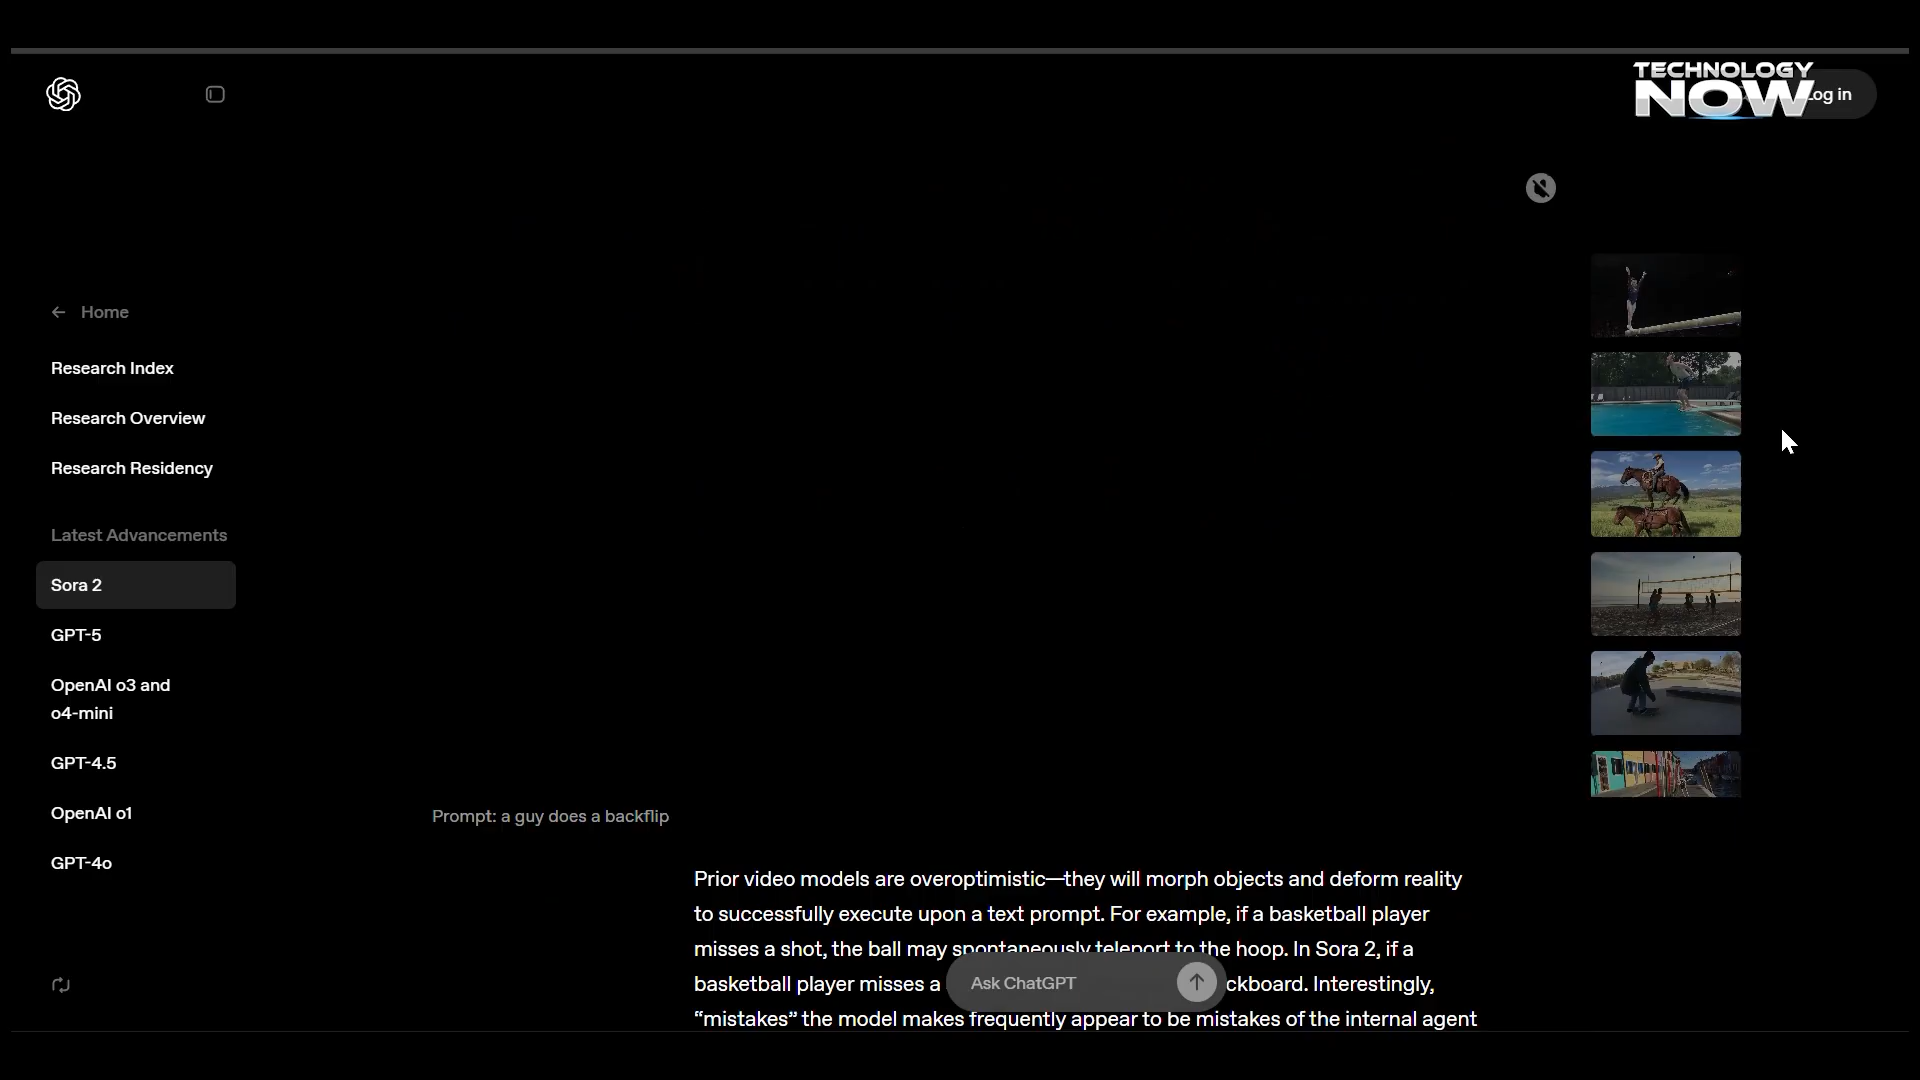 TECHNOLOGY
NOW
Log in
Home
Research Index
Research Overview
Research Residency
Latest Advancements
Sora 2
GPT-5
OpenAI o3 and
o4-mini
GPT-4.5
OpenAI o1
GPT-4o
Prompt: a guy does a backflip
Prior video models are overoptimistic—they will morph objects and deform reality
to successfully execute upon a text prompt. For example, if a basketball player
misses a shot, the ball may spontaneously teleport to the hoop. In Sora 2, if a
basketball player misses a ckboard. Interestingly,
Ask ChatGPT
“mistakes” the model makes frequently appear to be mistakes of the internal agent